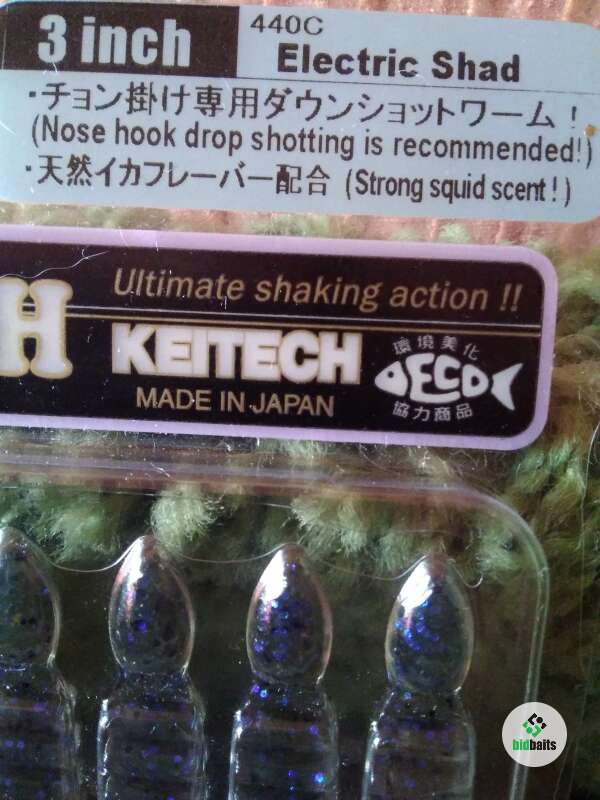 3 inch
440C
Electric Shad
・チョン掛け専用ダウンショットワーム！
(Nose hook drop shotting is recommended!)
・天然イカフレーバー配合 (Strong squid scent!)
H
Ultimate shaking action !!
KEITECH
MADE IN JAPAN
環境美化
ECO
協力商品
bidbaits